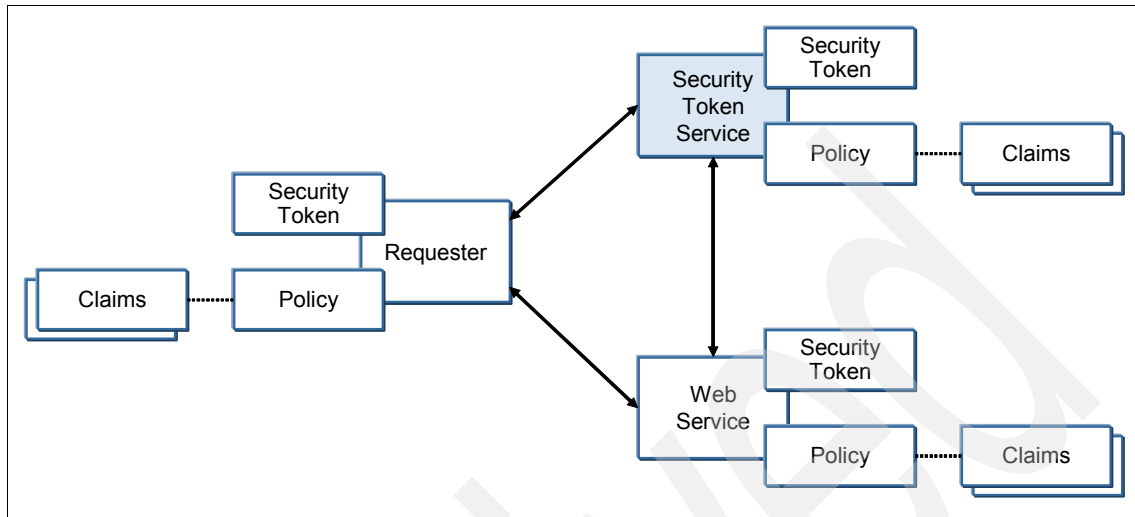 Security
Token
Security
Token
Service
Policy
Claims
Security
Token
Requester
Claims
Policy
Security
Token
Web
Service
Policy
Claims